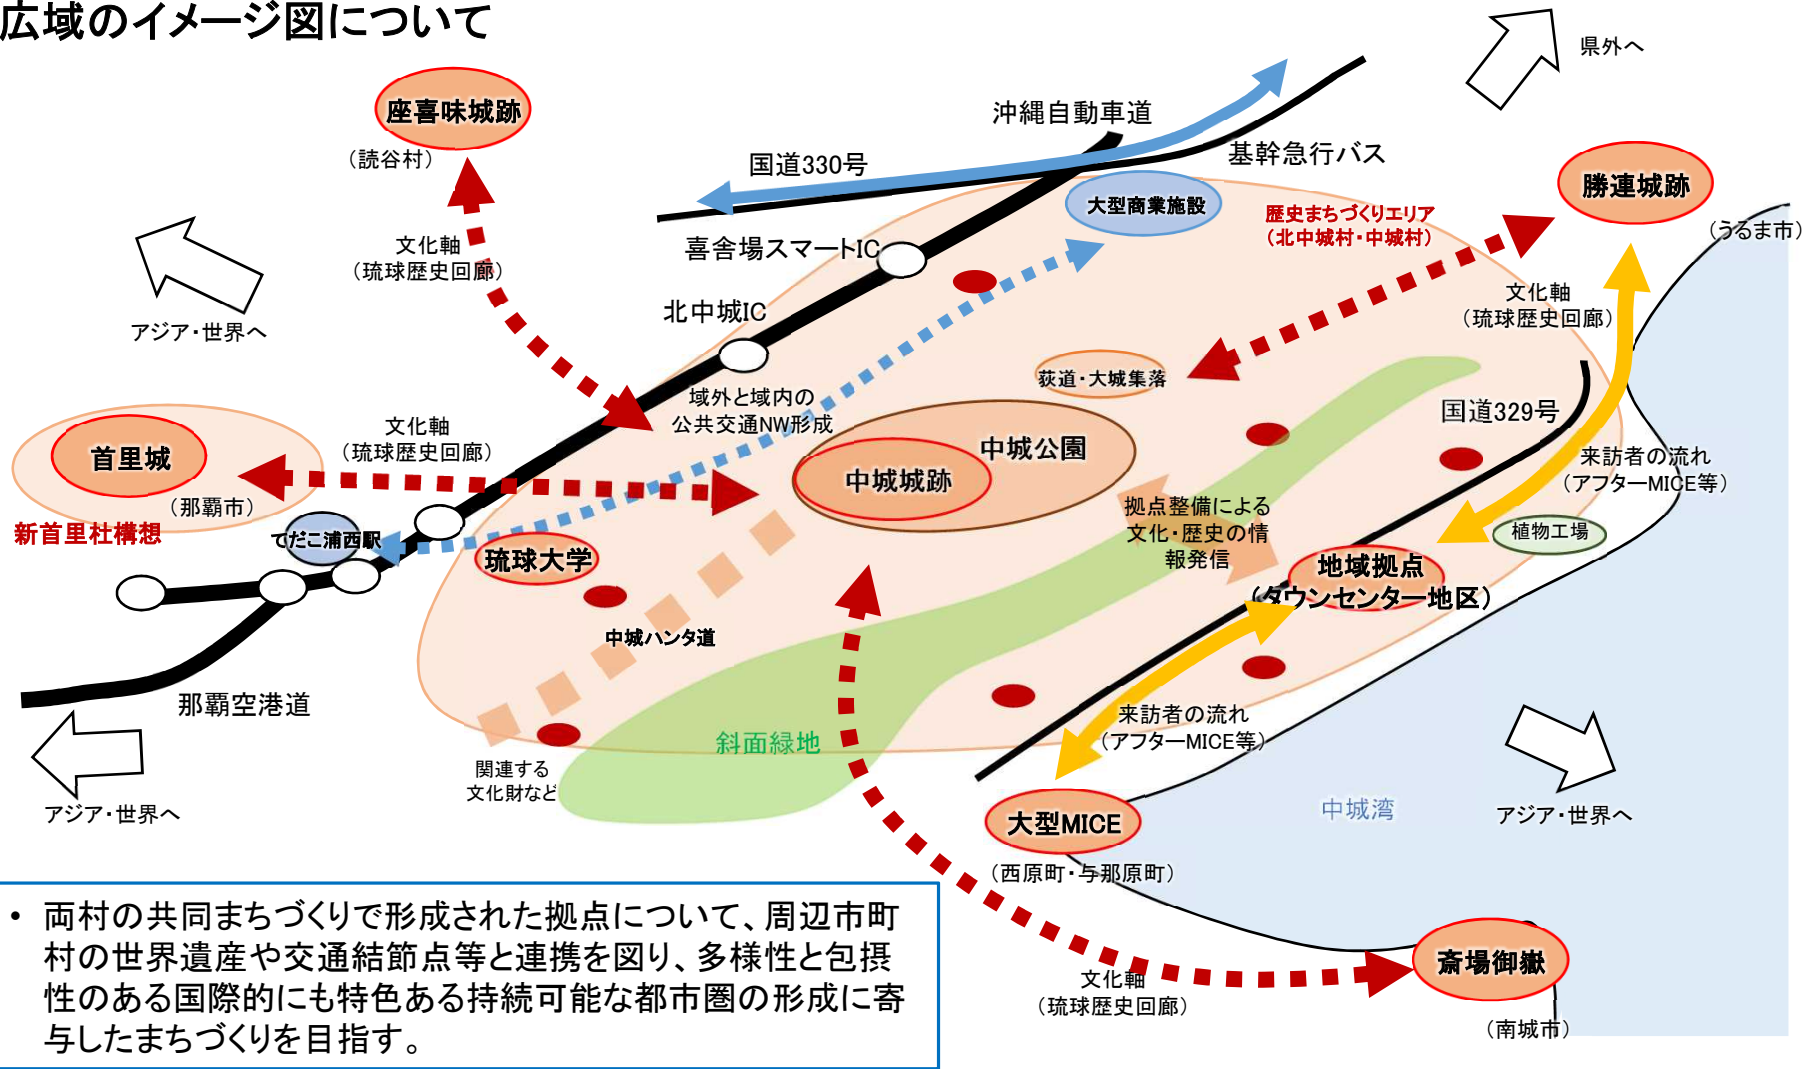 広域のイメージ図について
県外へ
座喜味城跡
(読谷村)
沖縄自動車道
国道330号
基幹急行バス
勝連城跡
(うるま市)
大型商業施設
歴史まちづくりエリア
(北中城村・中城村)
文化軸
(琉球歴史回廊)
喜舎場スマートIC
アジア・世界へ
北中城IC
文化軸
(琉球歴史回廊)
荻道・大城集落
域外と域内の
公共交通NW形成
国道329号
首里城
(那覇市)
新首里杜構想
文化軸
(琉球歴史回廊)
中城公園
中城城跡
来訪者の流れ
(アフターMICE等)
拠点整備による
文化・歴史の情
報発信
植物工場
てだこ浦西駅
琉球大学
地域拠点
(タウンセンター地区)
中城ハンタ道
那覇空港道
斜面緑地
来訪者の流れ
(アフターMICE等)
関連する
文化財など
アジア・世界へ
大型MICE
(西原町・与那原町)
中城湾
アジア・世界へ
・ 両村の共同まちづくりで形成された拠点について、周辺市町
村の世界遺産や交通結節点等と連携を図り、多様性と包摂
性のある国際的にも特色ある持続可能な都市圏の形成に寄
与したまちづくりを目指す。
文化軸
(琉球歴史回廊)
斎場御嶽
(南城市)